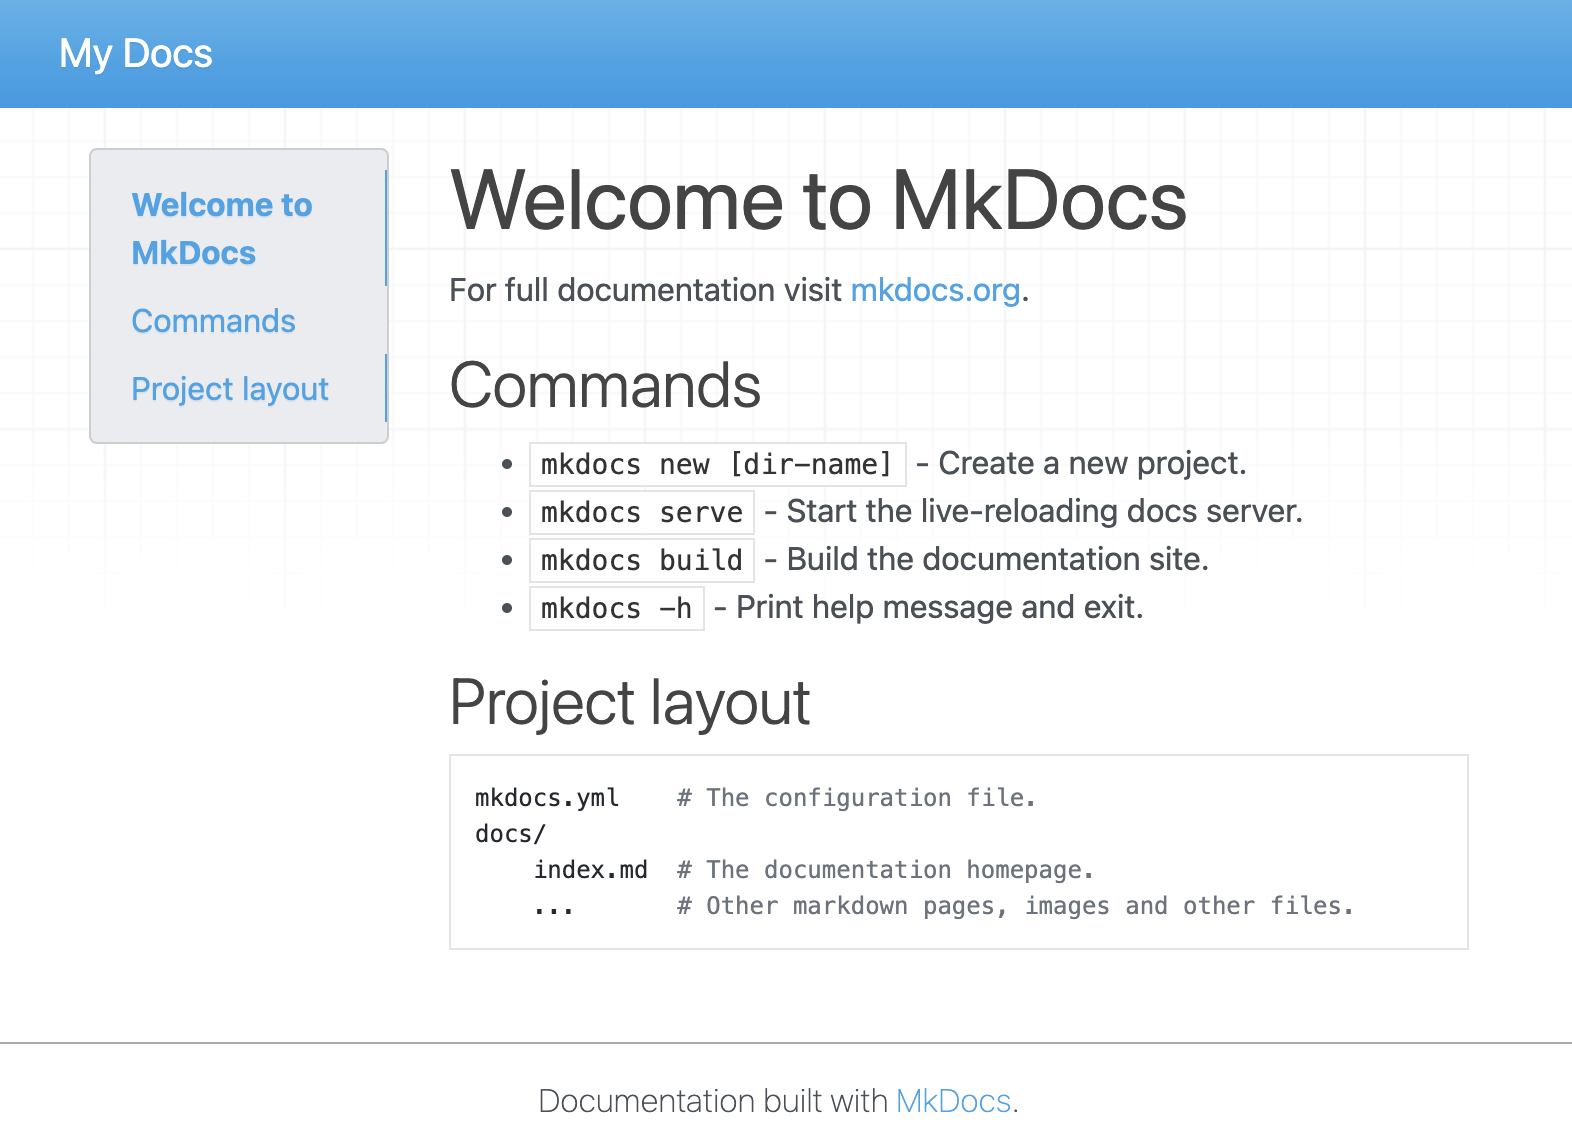 My Docs
Welcome to
MkDocs
Commands
Project layout
Welcome to MkDocs
For full documentation visit mkdocs.org.
Commands
• mkdocs new [dir-name] - Create a new project.
• mkdocs serve - Start the live-reloading docs server.
• mkdocs build - Build the documentation site.
• mkdocs -h - Print help message and exit.
Project layout
mkdocs.yml    # The configuration file.
docs/
    index.md  # The documentation homepage.
    ...       # Other markdown pages, images and other files.
Documentation built with MkDocs.